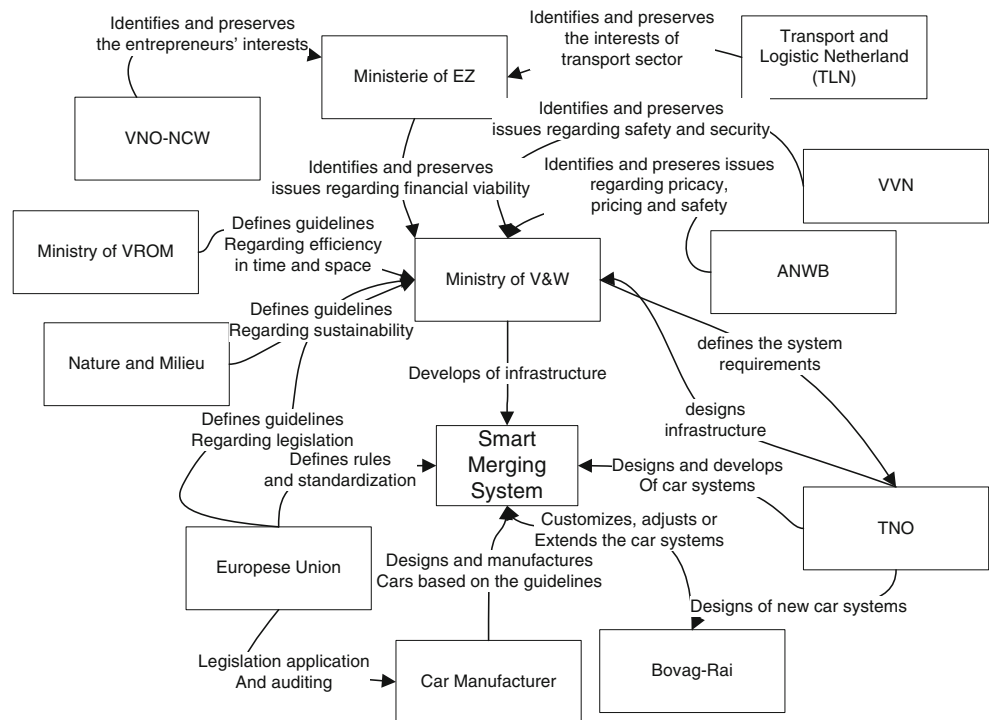 Identifies and preserves
the entrepreneurs' interests
Ministerie of EZ
Identifies and preserves
the interests of
transport sector
Transport and
Logistic Netherland
(TLN)
VNO-NCW
Identifies and preserves
issues regarding safety and security
Identifies and preserves
issues regarding financial viability
Identifies and preseres issues
regarding pricacy,
pricing and safety
VVN
Ministry of VROM
Defines guidelines
Regarding efficiency
in time and space
Ministry of V&W
ANWB
Defines guidelines
Regarding sustainability
Nature and Milieu
defines the system
requirements
Develops of infrastructure
Defines guidelines
Regarding legislation
designs
infrastructure
Defines rules
and standardization
Smart
Merging
System
Designs and develops
Of car systems
TNO
Customizes, adjusts or
Extends the car systems
Europese Union
Designs and manufactures
Cars based on the guidelines
Designs of new car systems
Legislation application
And auditing
Car Manufacturer
Bovag-Rai